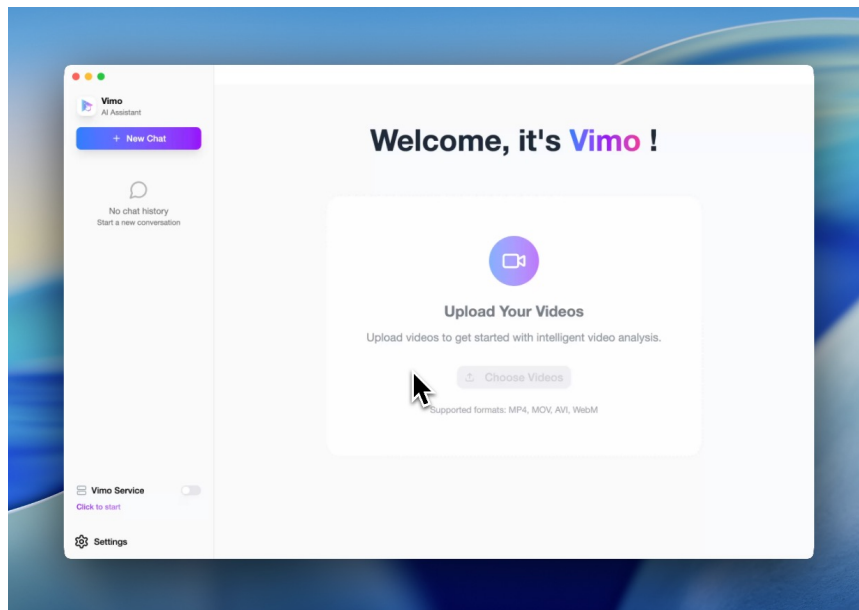 Vimo
AI Assistant
+ New Chat
No chat history
Start a new conversation
Vimo Service
Click to start
Settings
Welcome, it's Vimo !
Upload Your Videos
Upload videos to get started with intelligent video analysis.
Choose Videos
Supported formats: MP4, MOV, AVI, WebM